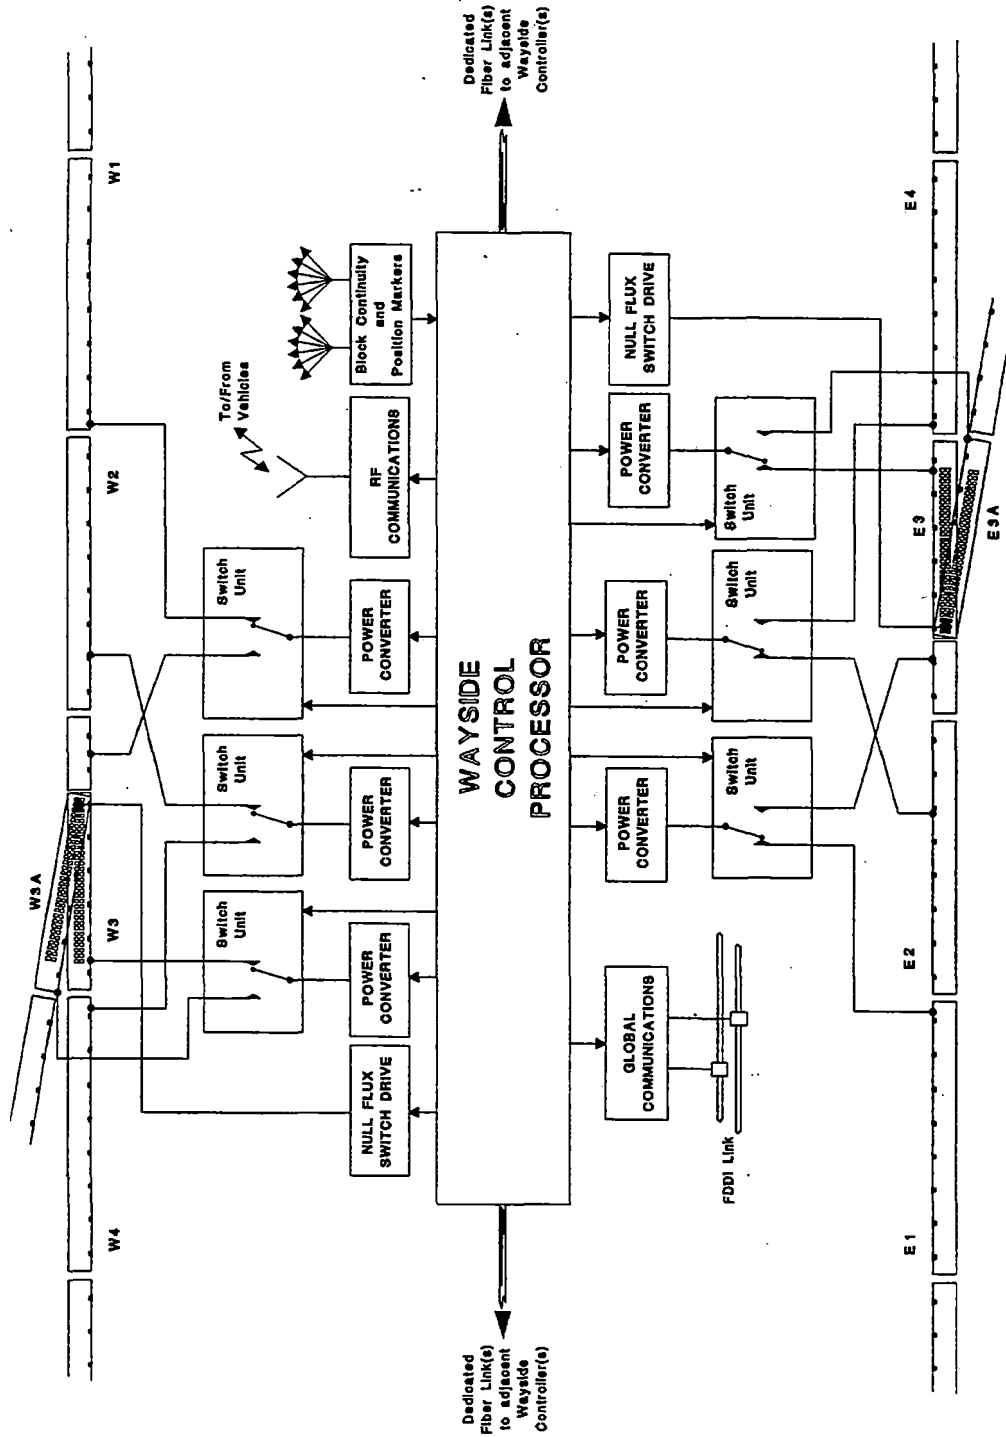 W4
W3
W3A
W2
W1
Switch
Unit
Switch
Unit
Switch
Unit
To/From
Vehicles
NULL FLUX
SWITCH DRIVE
POWER
CONVERTER
POWER
CONVERTER
POWER
CONVERTER
RF
COMMUNICATIONS
Block Continuity
and
Position Markers
Dedicated
Fiber Link(s)
to adjacent
Wayside
Controller(s)
WAYSIDE
CONTROL
PROCESSOR
Dedicated
Fiber Link(s)
to adjacent
Wayside
Controller(s)
GLOBAL
COMMUNICATIONS
POWER
CONVERTER
POWER
CONVERTER
POWER
CONVERTER
NULL FLUX
SWITCH DRIVE
FDDI Link
Switch
Unit
Switch
Unit
Switch
Unit
E1
E2
E3
E4
E3A